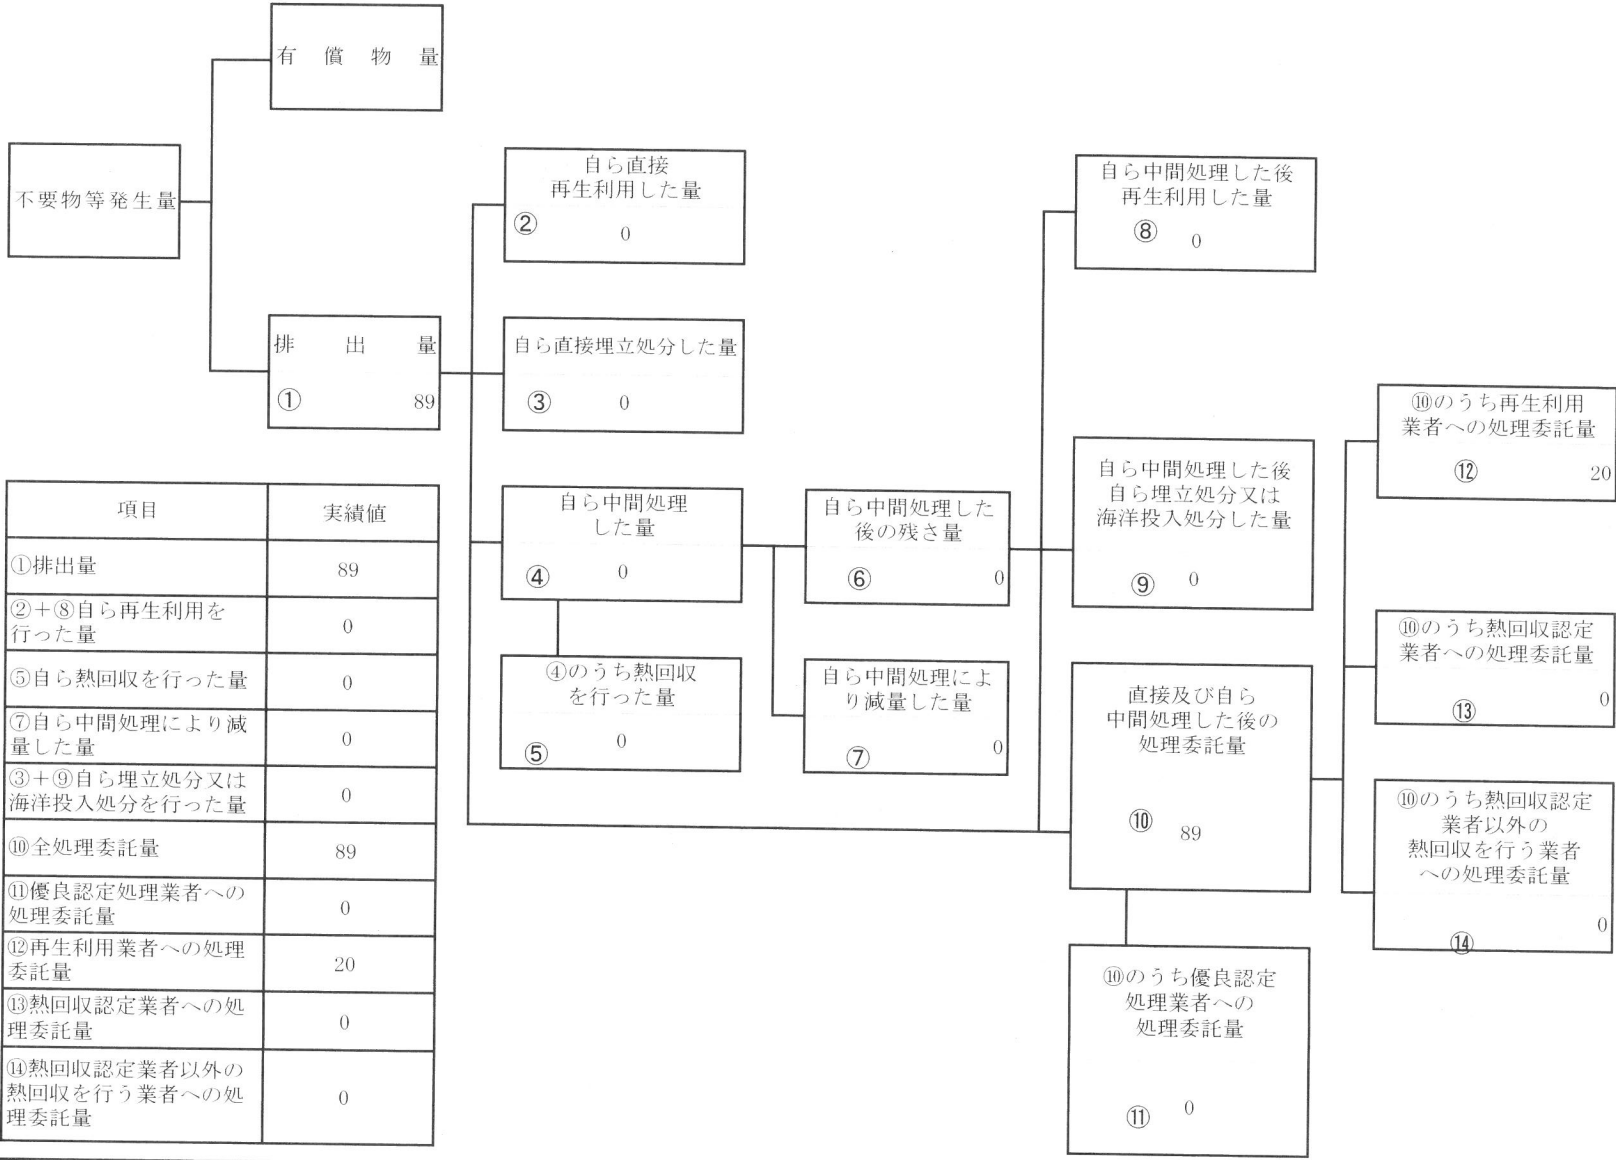 有償物量
不要物等発生量
排出量
① 89
自ら直接
再生利用した量
② 0
自ら直接埋立処分した量
③ 0
自ら中間処理
した量
④ 0
④のうち熱回収
を行った量
⑤ 0
自ら中間処理した
後の残さ量
⑥ 0
自ら中間処理によ
り減量した量
⑦ 0
自ら中間処理した後
再生利用した量
⑧ 0
自ら中間処理した後
自ら埋立処分又は
海洋投入処分した量
⑨ 0
直接及び自ら
中間処理した後の
処理委託量
⑩ 89
⑩のうち優良認定
処理業者への
処理委託量
⑪ 0
⑩のうち再生利用
業者への処理委託量
⑫ 20
⑩のうち熱回収認定
業者への処理委託量
⑬ 0
⑩のうち熱回収認定
業者以外の
熱回収を行う業者
への処理委託量
⑭ 0
項目 実績値
①排出量 89
②+⑧自ら再生利用を
行った量 0
⑤自ら熱回収を行った量 0
⑦自ら中間処理により減
量した量 0
③+⑨自ら埋立処分又は
海洋投入処分を行った量 0
⑩全処理委託量 89
⑪優良認定処理業者への
処理委託量 0
⑫再生利用業者への処理
委託量 20
⑬熱回収認定業者への処
理委託量 0
⑭熱回収認定業者以外の
熱回収を行う業者への処
理委託量 0